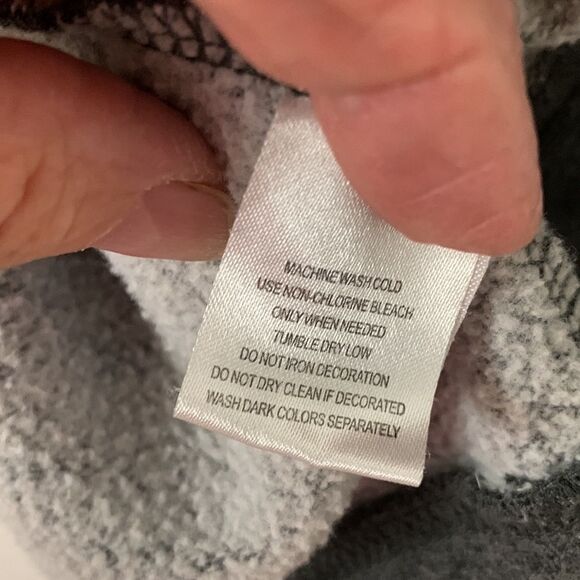 MACHINE WASH COLD
USE NON-CHLORINE BLEACH
ONLY WHEN NEEDED
TUMBLE DRY LOW
DO NOT IRON DECORATION
DO NOT DRY CLEAN IF DECORATED
WASH DARK COLORS SEPARATELY